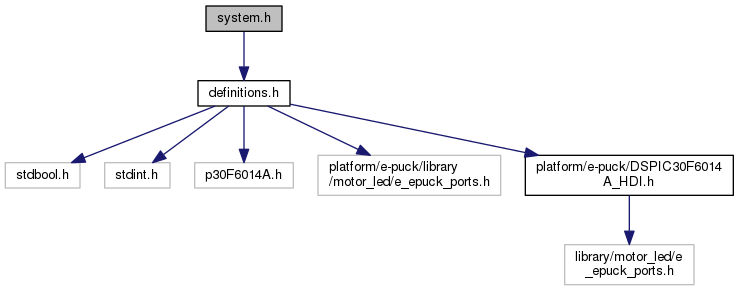 system.h
definitions.h
stdbool.h
stdint.h
p30F6014A.h
platform/e-puck/library
/motor_led/e_epuck_ports.h
platform/e-puck/DSPIC30F6014
A_HDI.h
library/motor_led/e
_epuck_ports.h